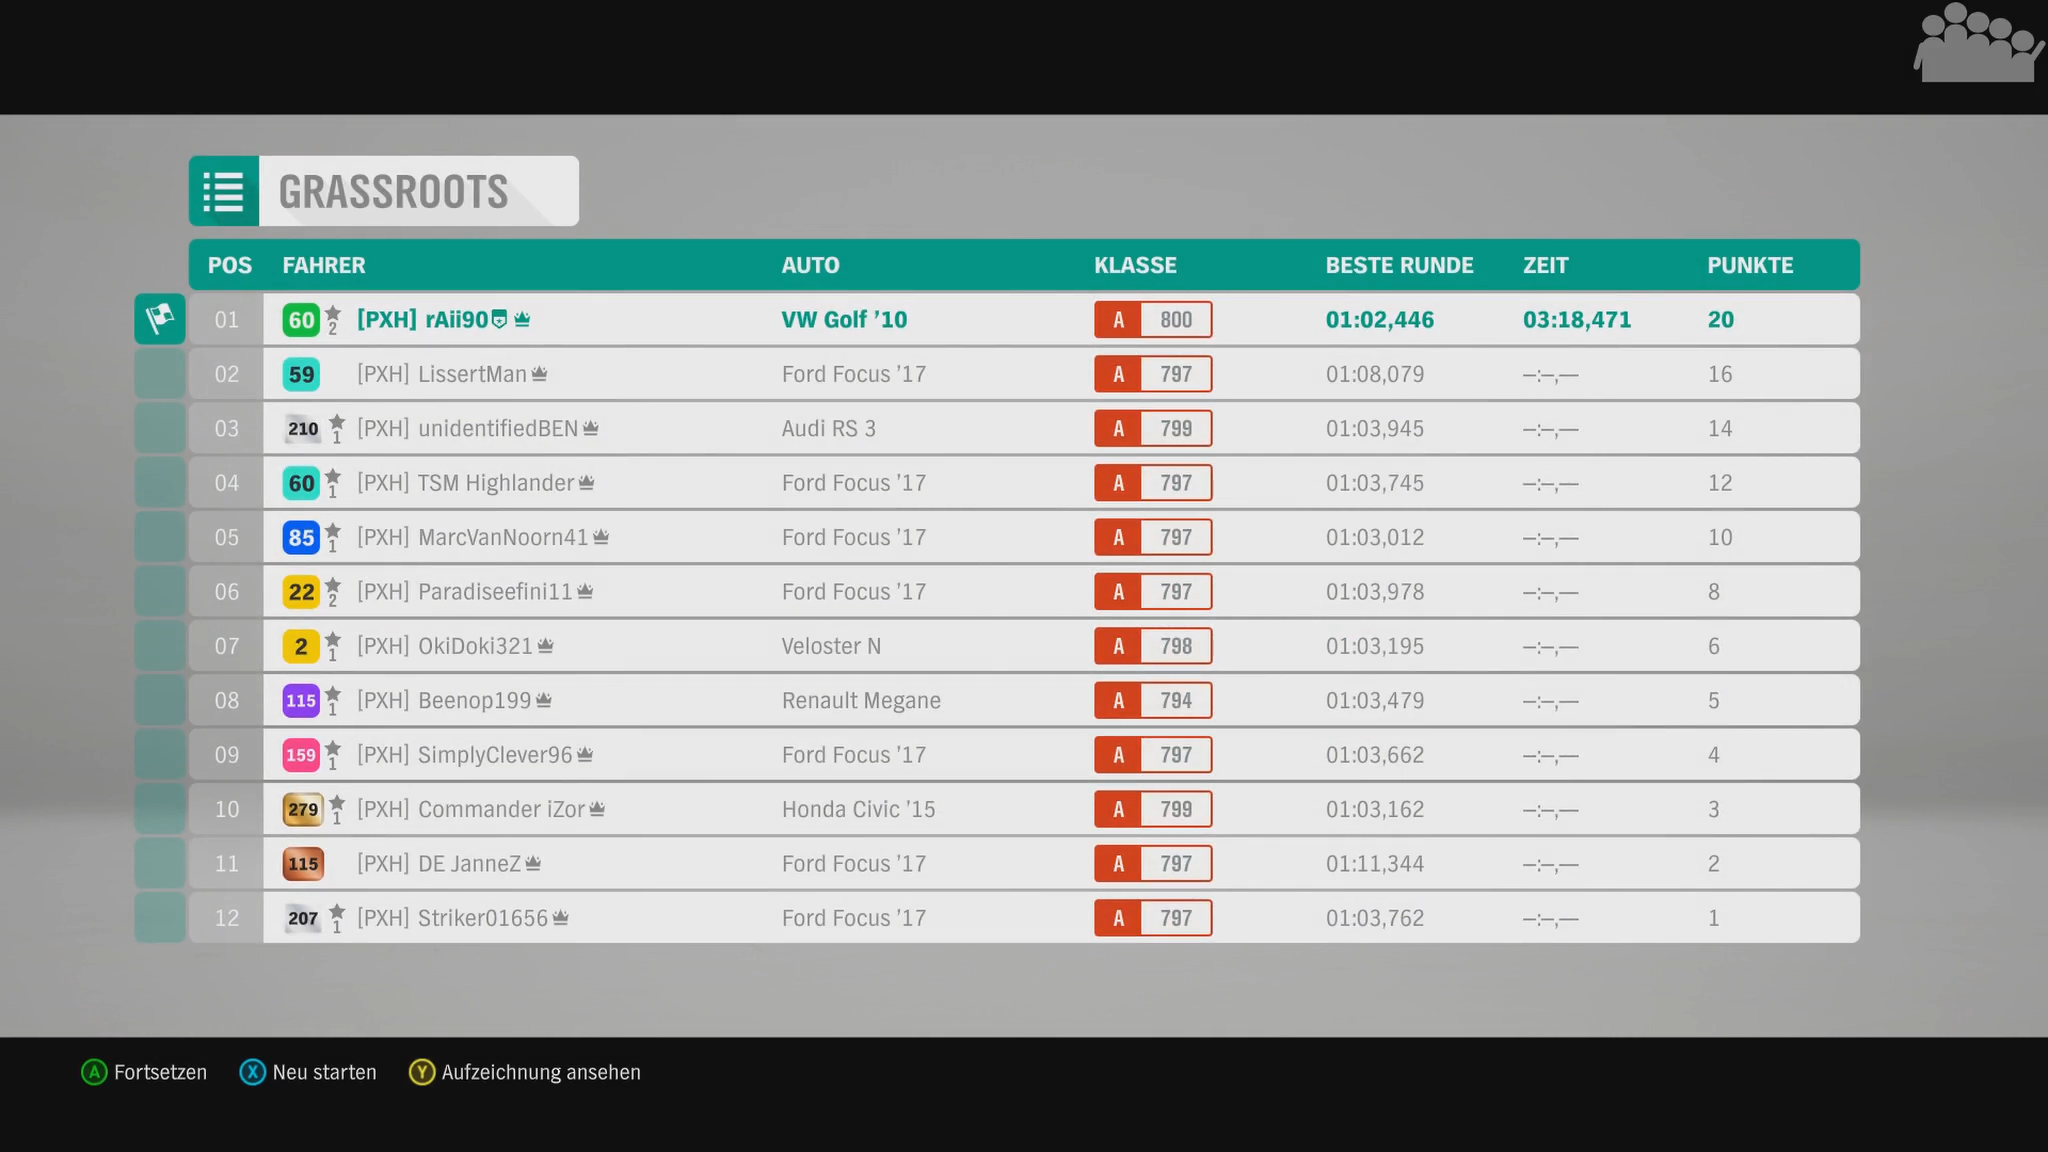 GRASSROOTS
POS FAHRER AUTO KLASSE BESTE RUNDE ZEIT PUNKTE
01 60 2 [PXH] rAii90 VW Golf ’10 A 800 01:02,446 03:18,471 20
02 59 [PXH] LissertMan Ford Focus ’17 A 797 01:08,079 –:–,— 16
03 210 1 [PXH] unidentifiedBEN Audi RS 3 A 799 01:03,945 –:–,— 14
04 60 1 [PXH] TSM Highlander Ford Focus ’17 A 797 01:03,745 –:–,— 12
05 85 1 [PXH] MarcVanNoorn41 Ford Focus ’17 A 797 01:03,012 –:–,— 10
06 22 2 [PXH] Paradiseefini11 Ford Focus ’17 A 797 01:03,978 –:–,— 8
07 2 1 [PXH] OkiDoki321 Veloster N A 798 01:03,195 –:–,— 6
08 115 1 [PXH] Beenop199 Renault Megane A 794 01:03,479 –:–,— 5
09 159 1 [PXH] SimplyClever96 Ford Focus ’17 A 797 01:03,662 –:–,— 4
10 279 1 [PXH] Commander iZor Honda Civic ’15 A 799 01:03,162 –:–,— 3
11 115 [PXH] DE JanneZ Ford Focus ’17 A 797 01:11,344 –:–,— 2
12 207 1 [PXH] Striker01656 Ford Focus ’17 A 797 01:03,762 –:–,— 1
A Fortsetzen X Neu starten Y Aufzeichnung ansehen